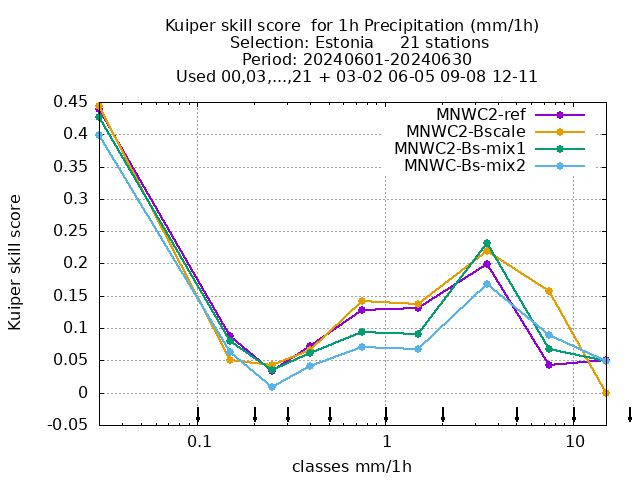 Kuiper skill score  for 1h Precipitation (mm/1h)
Selection: Estonia     21 stations
Period: 20240601-20240630
Used 00,03,...,21 + 03-02 06-05 09-08 12-11
MNWC2-ref
MNWC2-Bscale
MNWC2-Bs-mix1
MNWC-Bs-mix2
Kuiper skill score
0.45
0.4
0.35
0.3
0.25
0.2
0.15
0.1
0.05
0
-0.05
0.1
1
10
classes mm/1h